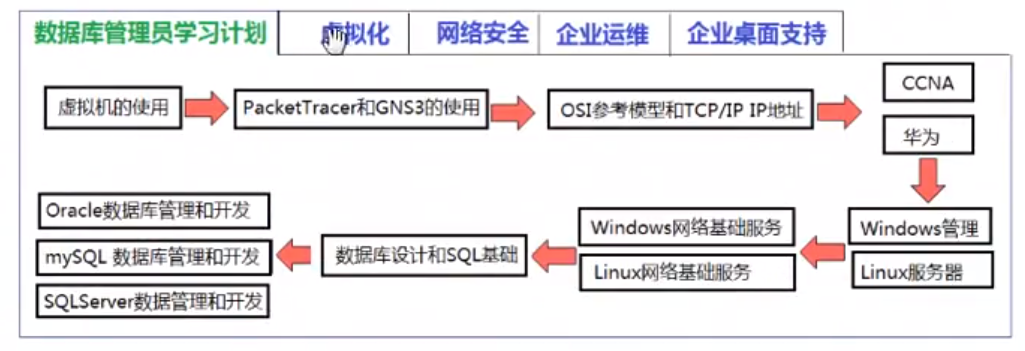 数据库管理员学习计划
虚拟化
网络安全
企业运维
企业桌面支持
虚拟机的使用
PacketTracer和GNS3的使用
OSI参考模型和TCP/IP IP地址
CCNA
华为
Windows管理
Linux服务器
Windows网络基础服务
Linux网络基础服务
数据库设计和SQL基础
Oracle数据库管理和开发
mySQL 数据库管理和开发
SQLServer数据管理和开发